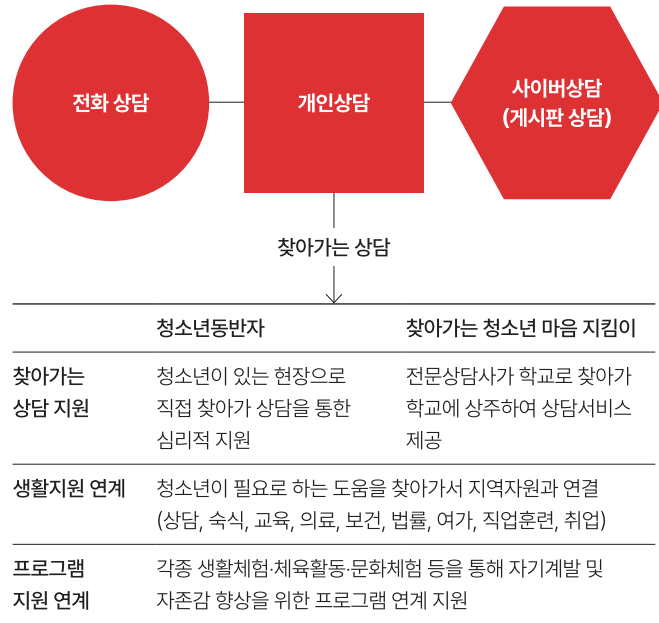 전화 상담
개인상담
사이버상담
(게시판 상담)
찾아가는 상담
청소년동반자
찾아가는 청소년 마음 지킴이
찾아가는
상담 지원
청소년이 있는 현장으로
직접 찾아가 상담을 통한
심리적 지원
전문상담사가 학교로 찾아가
학교에 상주하여 상담서비스
제공
생활지원 연계
청소년이 필요로 하는 도움을 찾아가서 지역자원과 연결
(상담, 숙식, 교육, 의료, 보건, 법률, 여가, 직업훈련, 취업)
프로그램
지원 연계
각종 생활체험·체육활동·문화체험 등을 통해 자기계발 및
자존감 향상을 위한 프로그램 연계 지원